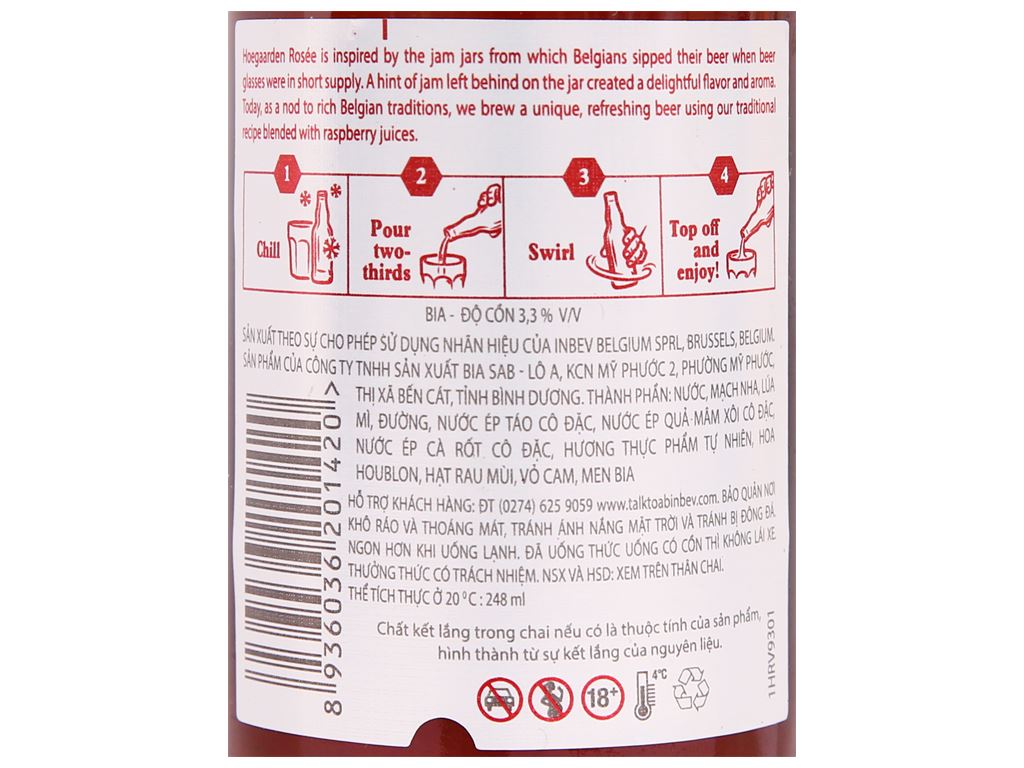 Hoegaarden Rosée is inspired by the jam jars from which Belgians sipped their beer when beer
glasses were in short supply. A hint of jam left behind on the jar created a delightful flavor and aroma.
Today, as a nod to rich Belgian traditions, we brew a unique, refreshing beer using our traditional
recipe blended with raspberry juices.
1
Chill
2
Pour
two-
thirds
3
Swirl
4
Top off
and
enjoy!
BIA - ĐỘ CỒN 3,3 % V/V
SẢN XUẤT THEO SỰ CHO PHÉP SỬ DỤNG NHÃN HIỆU CỦA INBEV BELGIUM SPRL, BRUSSELS, BELGIUM.
SẢN PHẨM CỦA CÔNG TY TNHH SẢN XUẤT BIA SAB - LÔ A, KCN MỸ PHƯỚC 2, PHƯỜNG MỸ PHƯỚC,
THỊ XÃ BẾN CÁT, TỈNH BÌNH DƯƠNG. THÀNH PHẦN: NƯỚC, MẠCH NHA, LÚA
MÌ, ĐƯỜNG, NƯỚC ÉP TÁO CÔ ĐẶC, NƯỚC ÉP QUẢ MÂM XÔI CÔ ĐẶC,
NƯỚC ÉP CÀ RỐT CÔ ĐẶC, HƯƠNG THỰC PHẨM TỰ NHIÊN, HOA
HOUBLON, HẠT RAU MÙI, VỎ CAM, MEN BIA
HỖ TRỢ KHÁCH HÀNG: ĐT (0274) 625 9059 www.talktoabinbev.com. BẢO QUẢN NƠI
KHÔ RÁO VÀ THOÁNG MÁT, TRÁNH ÁNH NẮNG MẶT TRỜI VÀ TRÁNH BỊ ĐÔNG ĐÁ.
NGON HƠN KHI UỐNG LẠNH. ĐÃ UỐNG THỨC UỐNG CÓ CỒN THÌ KHÔNG LÁI XE.
THƯỞNG THỨC CÓ TRÁCH NHIỆM. NSX VÀ HSD: XEM TRÊN THÂN CHAI.
THỂ TÍCH THỰC Ở 20 ⁰C : 248 ml
Chất kết lắng trong chai nếu có là thuộc tính của sản phẩm,
hình thành từ sự kết lắng của nguyên liệu.
18+
4°C
8 936036 201420 >
1HRV9301